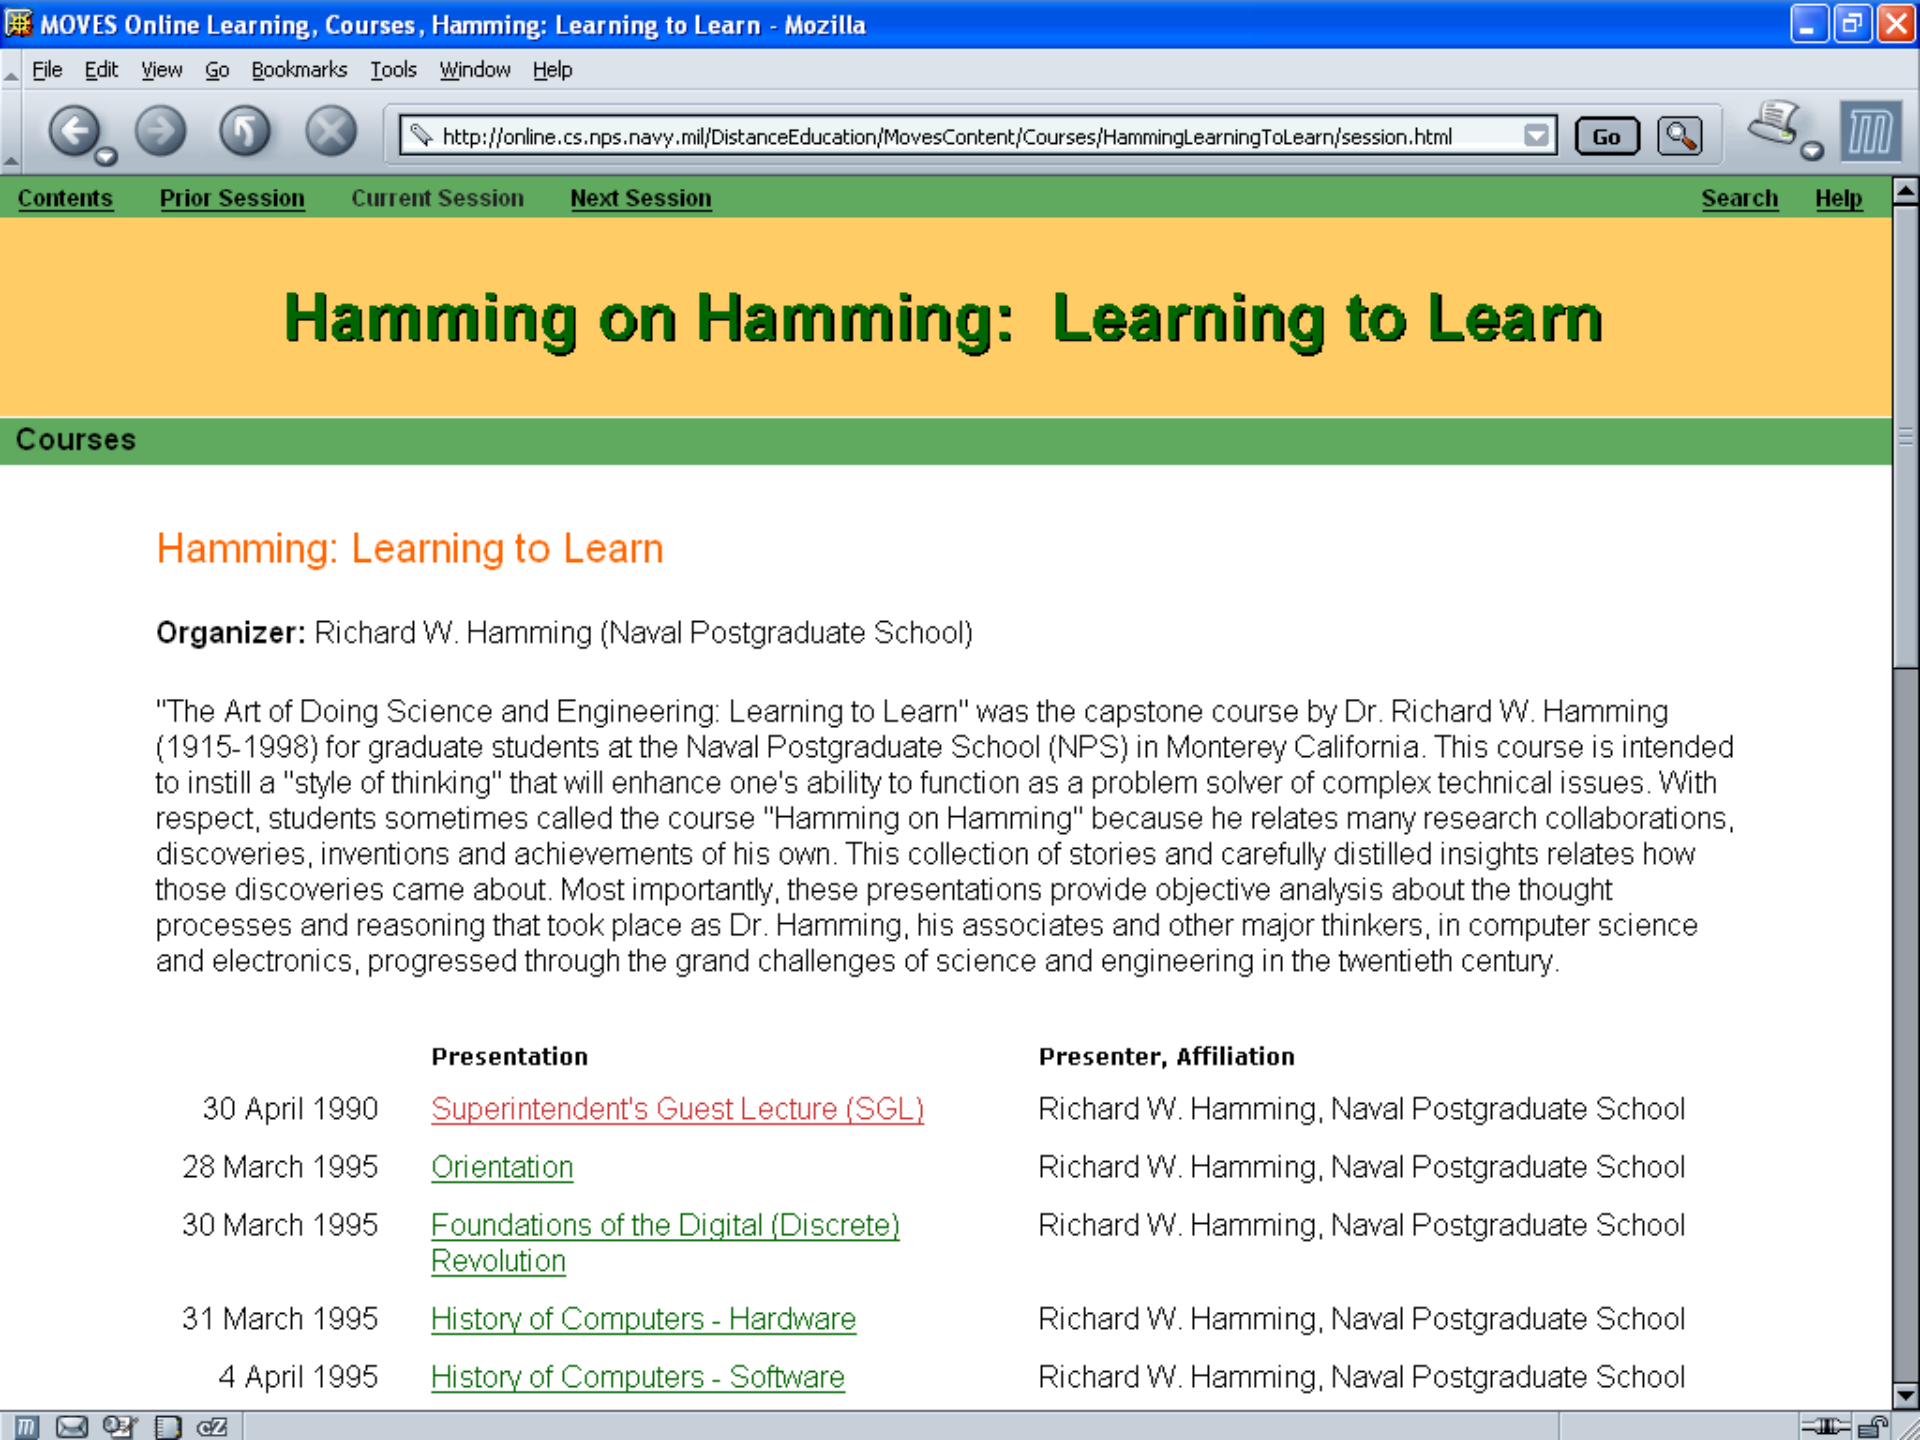 MOVES Online Learning, Courses, Hamming: Learning to Learn - Mozilla
File Edit View Go Bookmarks Tools Window Help
http://online.cs.nps.navy.mil/DistanceEducation/MovesContent/Courses/HammingLearningToLearn/session.html Go
Contents Prior Session Current Session Next Session Search Help
Hamming on Hamming: Learning to Learn
Courses
Hamming: Learning to Learn
Organizer: Richard W. Hamming (Naval Postgraduate School)
"The Art of Doing Science and Engineering: Learning to Learn" was the capstone course by Dr. Richard W. Hamming
(1915-1998) for graduate students at the Naval Postgraduate School (NPS) in Monterey California. This course is intended
to instill a "style of thinking" that will enhance one's ability to function as a problem solver of complex technical issues. With
respect, students sometimes called the course "Hamming on Hamming" because he relates many research collaborations,
discoveries, inventions and achievements of his own. This collection of stories and carefully distilled insights relates how
those discoveries came about. Most importantly, these presentations provide objective analysis about the thought
processes and reasoning that took place as Dr. Hamming, his associates and other major thinkers, in computer science
and electronics, progressed through the grand challenges of science and engineering in the twentieth century.
Presentation Presenter, Affiliation
30 April 1990 Superintendent's Guest Lecture (SGL) Richard W. Hamming, Naval Postgraduate School
28 March 1995 Orientation Richard W. Hamming, Naval Postgraduate School
30 March 1995 Foundations of the Digital (Discrete) Richard W. Hamming, Naval Postgraduate School
Revolution
31 March 1995 History of Computers - Hardware Richard W. Hamming, Naval Postgraduate School
4 April 1995 History of Computers - Software Richard W. Hamming, Naval Postgraduate School